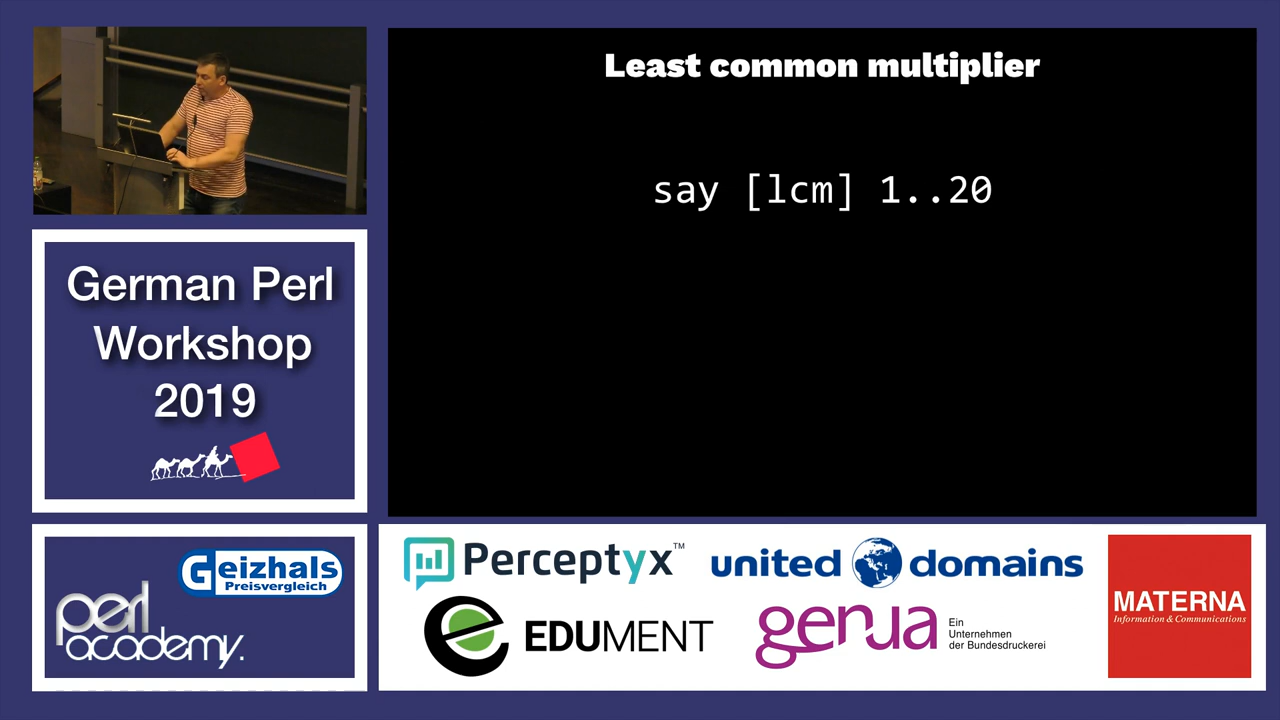 Least common multiplier
say [lcm] 1..20
German Perl
Workshop
2019
Geizhals
Preisvergleich
perl
academy.
Perceptyx™
united domains
MATERNA
Information & Communications
EDUMENT
genua
Ein
Unternehmen
der Bundesdruckerei